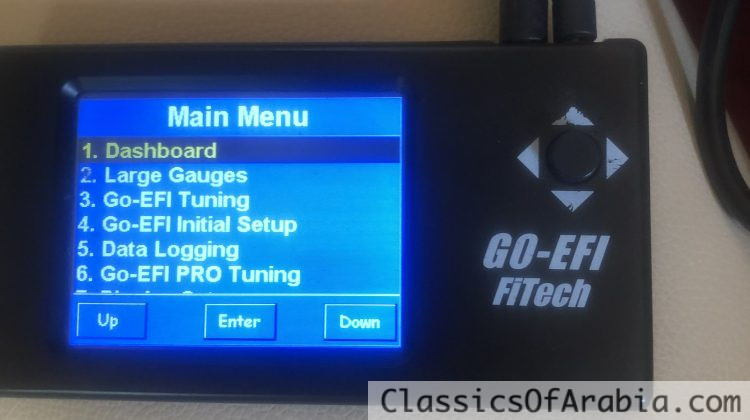 Main Menu
1. Dashboard
2. Large Gauges
3. Go-EFI Tuning
4. Go-EFI Initial Setup
5. Data Logging
6. Go-EFI PRO Tuning
Up Enter Down
GO-EFI
FiTech
ClassicsOfArabia.com